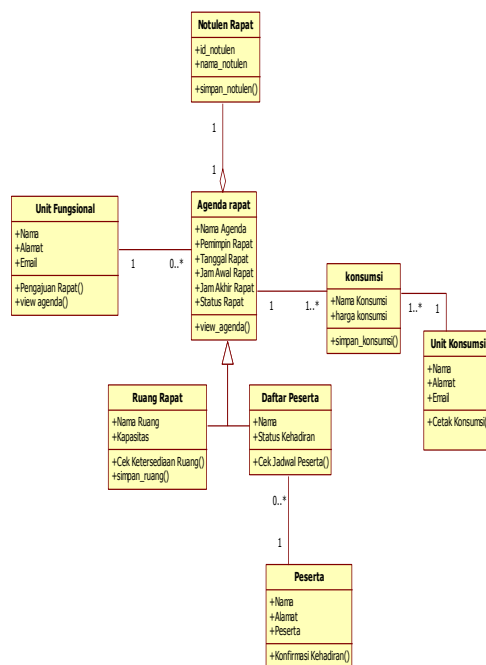 Notulen Rapat
+id_notulen
+nama_notulen
+simpan_notulen()
1
1
Unit Fungsional
+Nama
+Alamat
+Email
+Pengajuan Rapat()
+view agenda()
1
0..*
Agenda rapat
+Nama Agenda
+Pemimpin Rapat
+Tanggal Rapat
+Jam Awal Rapat
+Jam Akhir Rapat
+Status Rapat
+view_agenda()
1
1..*
konsumsi
+Nama Konsumsi
+harga konsumsi
+simpan_konsumsi()
1..*
1
Unit Konsumsi
+Nama
+Alamat
+Email
+Cetak Konsumsi()
Ruang Rapat
+Nama Ruang
+Kapasitas
+Cek Ketersediaan Ruang()
+simpan_ruang()
Daftar Peserta
+Nama
+Status Kehadiran
+Cek Jadwal Peserta()
0..*
1
Peserta
+Nama
+Alamat
+Peserta
+Konfirmasi Kehadiran()